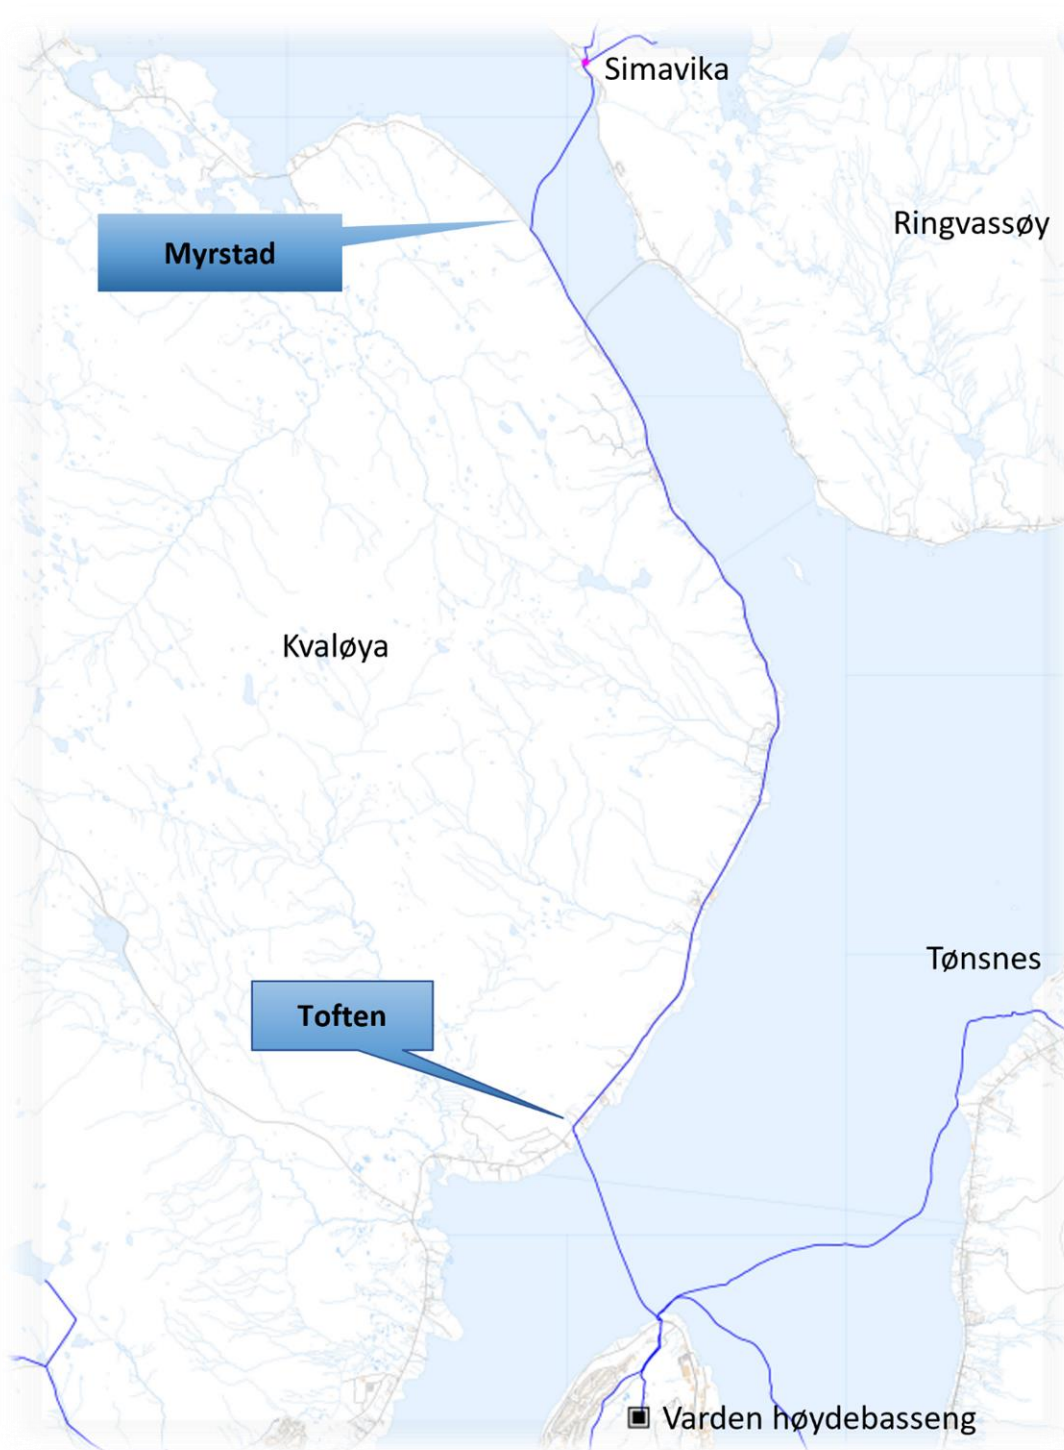 Simavika
Ringvassøy
Myrstad
Kvaløya
Tønsnes
Toften
Varden høydebasseng